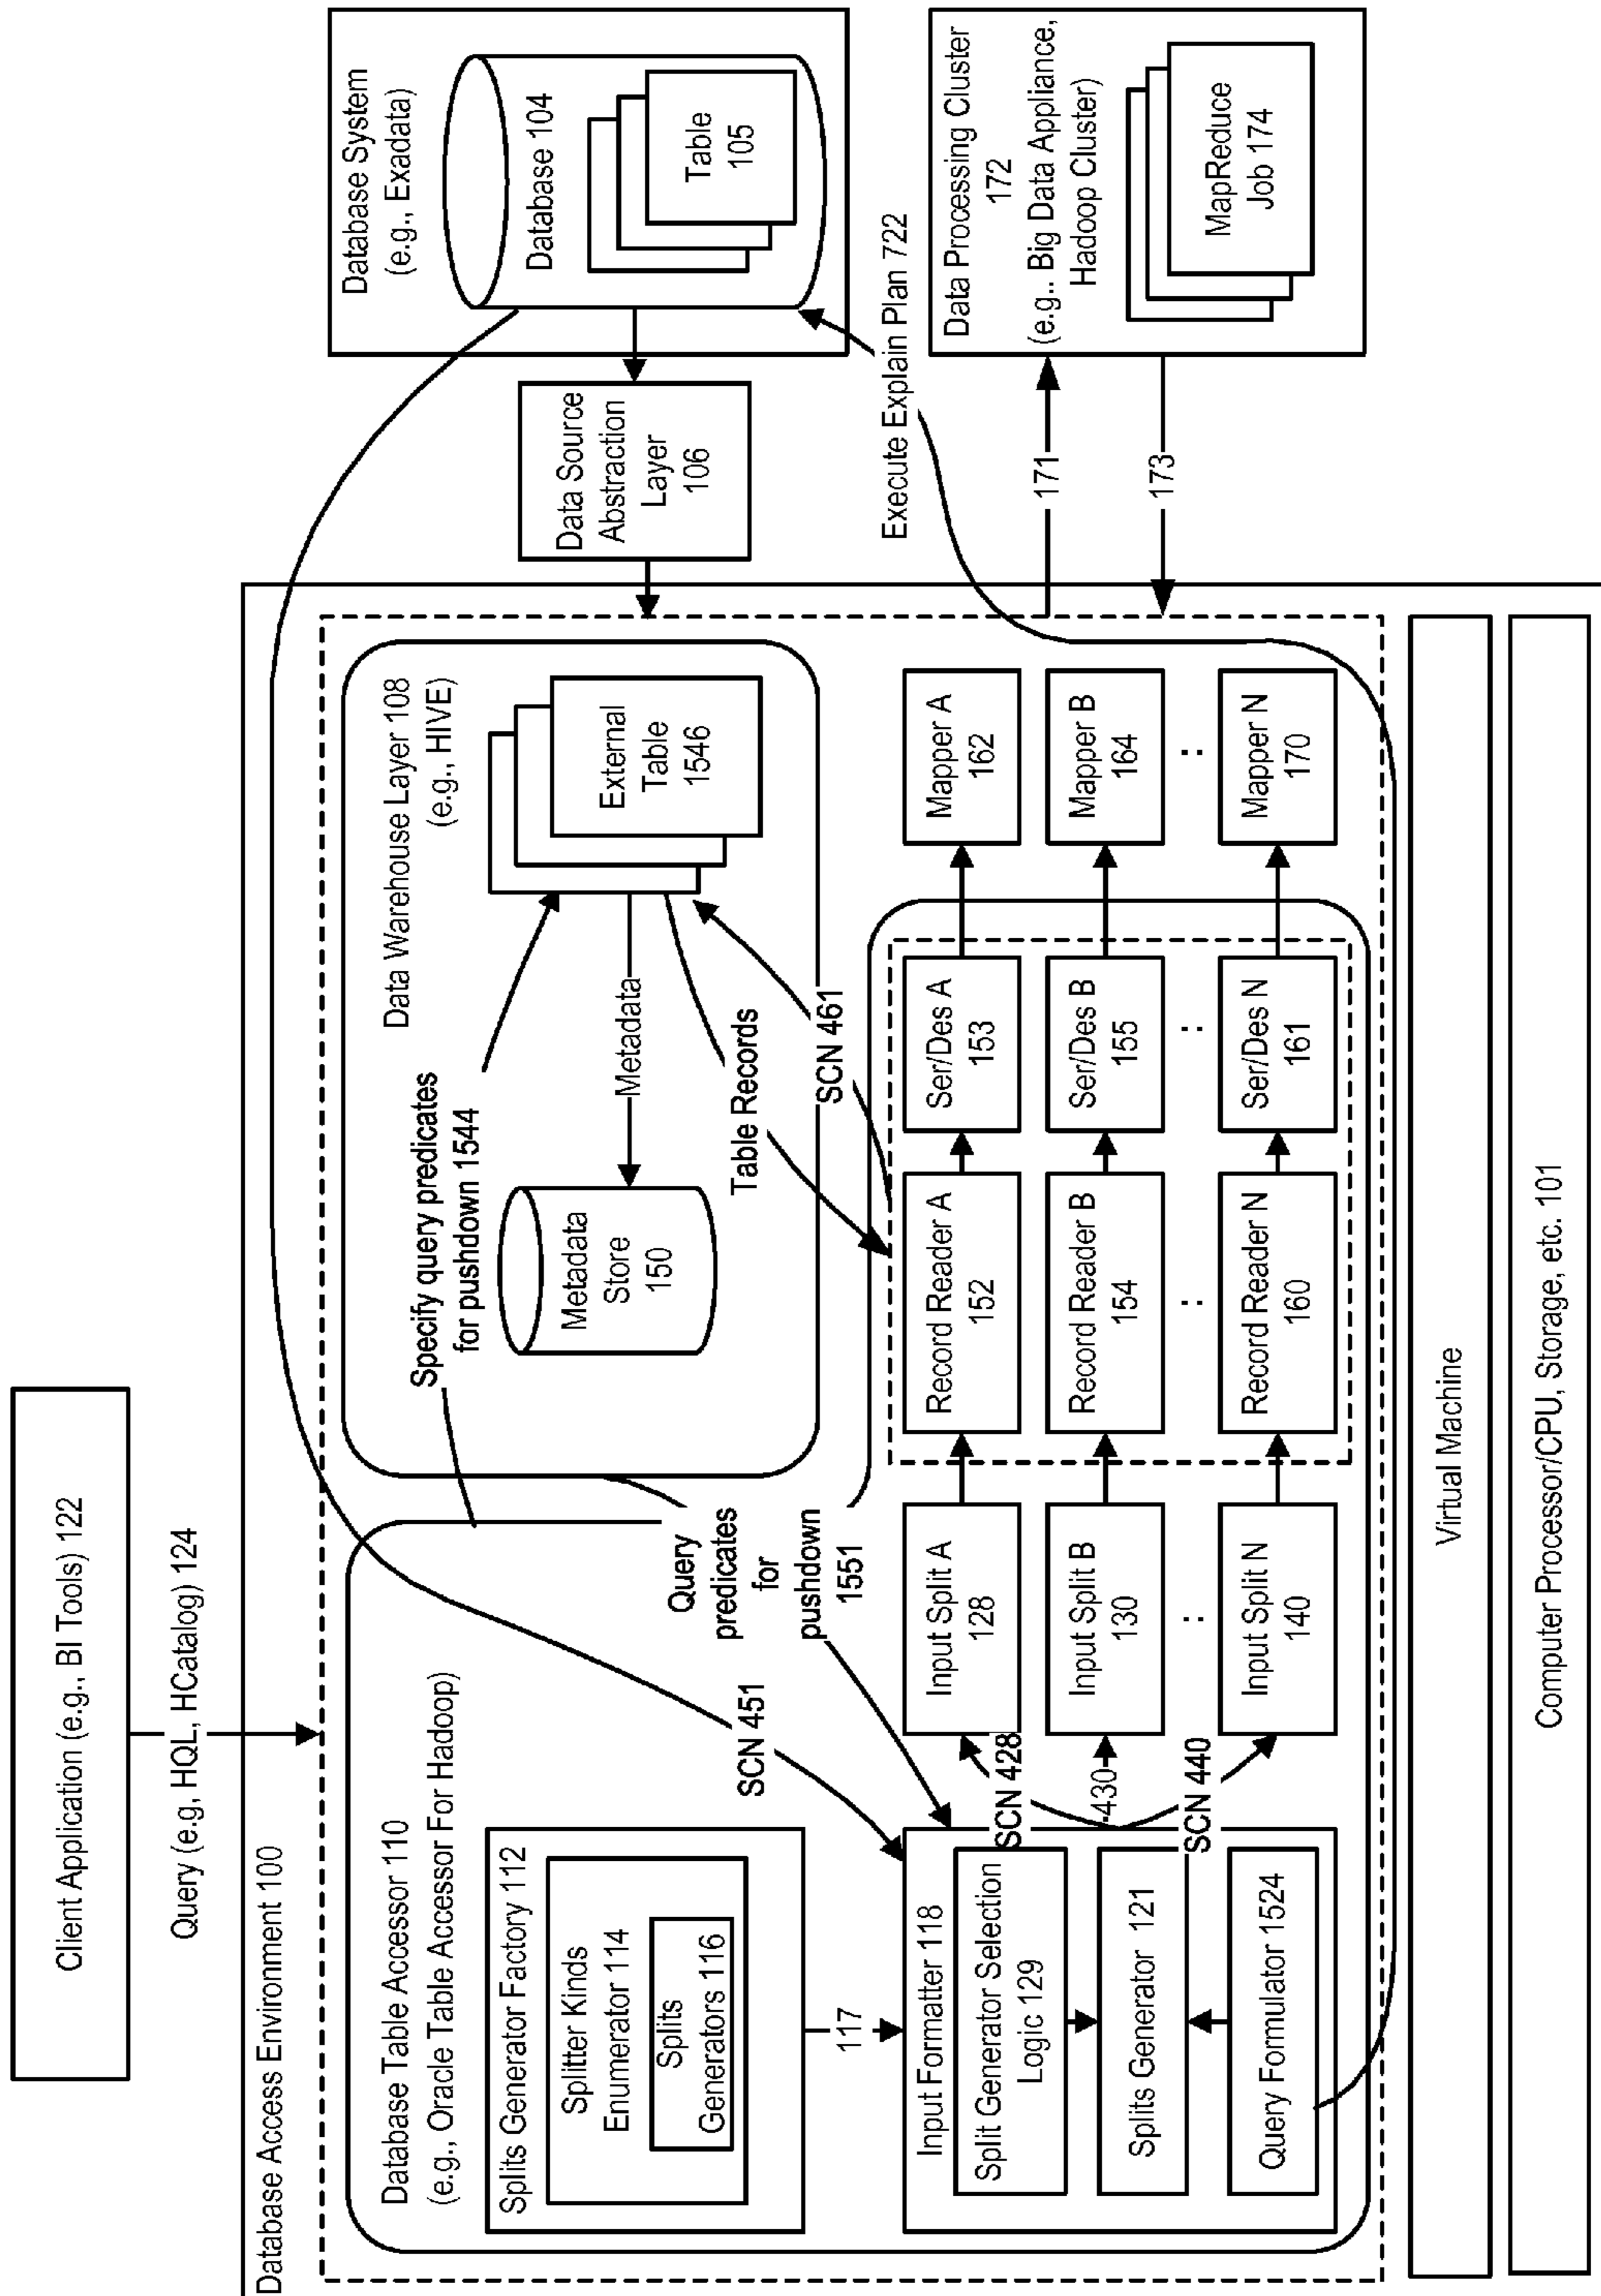 Client Application (e.g., BI Tools) 122
Query (e.g, HQL, HCatalog) 124
Database Access Environment 100
Database Table Accessor 110
(e.g., Oracle Table Accessor For Hadoop)
Splits Generator Factory 112
Splitter Kinds
Enumerator 114
Splits
Generators 116
117
Input Formatter 118
Split Generator Selection
Logic 129
Splits Generator 121
Query Formulator 1524
SCN 451
SCN 428
430
SCN 440
Query
predicates
for
pushdown
1551
Specify query predicates
for pushdown 1544
Input Split A
128
Input Split B
130
:
Input Split N
140
Data Warehouse Layer 108
(e.g., HIVE)
Metadata
Store
150
Metadata
External
Table
1546
Table Records
SCN 461
Record Reader A
152
Record Reader B
154
:
Record Reader N
160
Ser/Des A
153
Ser/Des B
155
:
Ser/Des N
161
Mapper A
162
Mapper B
164
:
Mapper N
170
Data Source
Abstraction
Layer
106
Database System
(e.g., Exadata)
Database 104
Table
105
Execute Explain Plan 722
171
173
Data Processing Cluster
172
(e.g.. Big Data Appliance,
Hadoop Cluster)
MapReduce
Job 174
Virtual Machine
Computer Processor/CPU, Storage, etc. 101